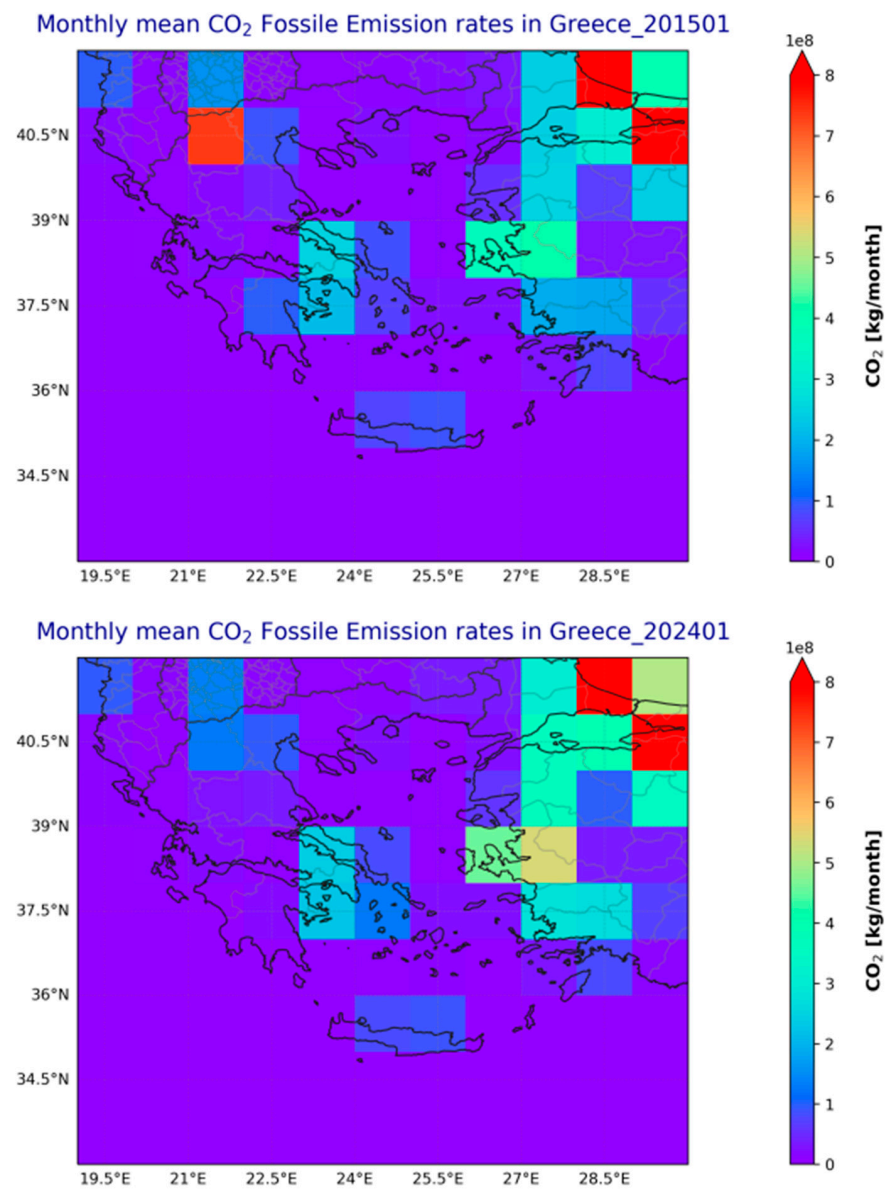 Monthly mean CO₂ Fossile Emission rates in Greece_201501
1e8
8
7
6
5
4
3
2
1
0
CO₂ [kg/month]
40.5°N
39°N
37.5°N
36°N
34.5°N
19.5°E 21°E 22.5°E 24°E 25.5°E 27°E 28.5°E
Monthly mean CO₂ Fossile Emission rates in Greece_202401
1e8
8
7
6
5
4
3
2
1
0
CO₂ [kg/month]
40.5°N
39°N
37.5°N
36°N
34.5°N
19.5°E 21°E 22.5°E 24°E 25.5°E 27°E 28.5°E